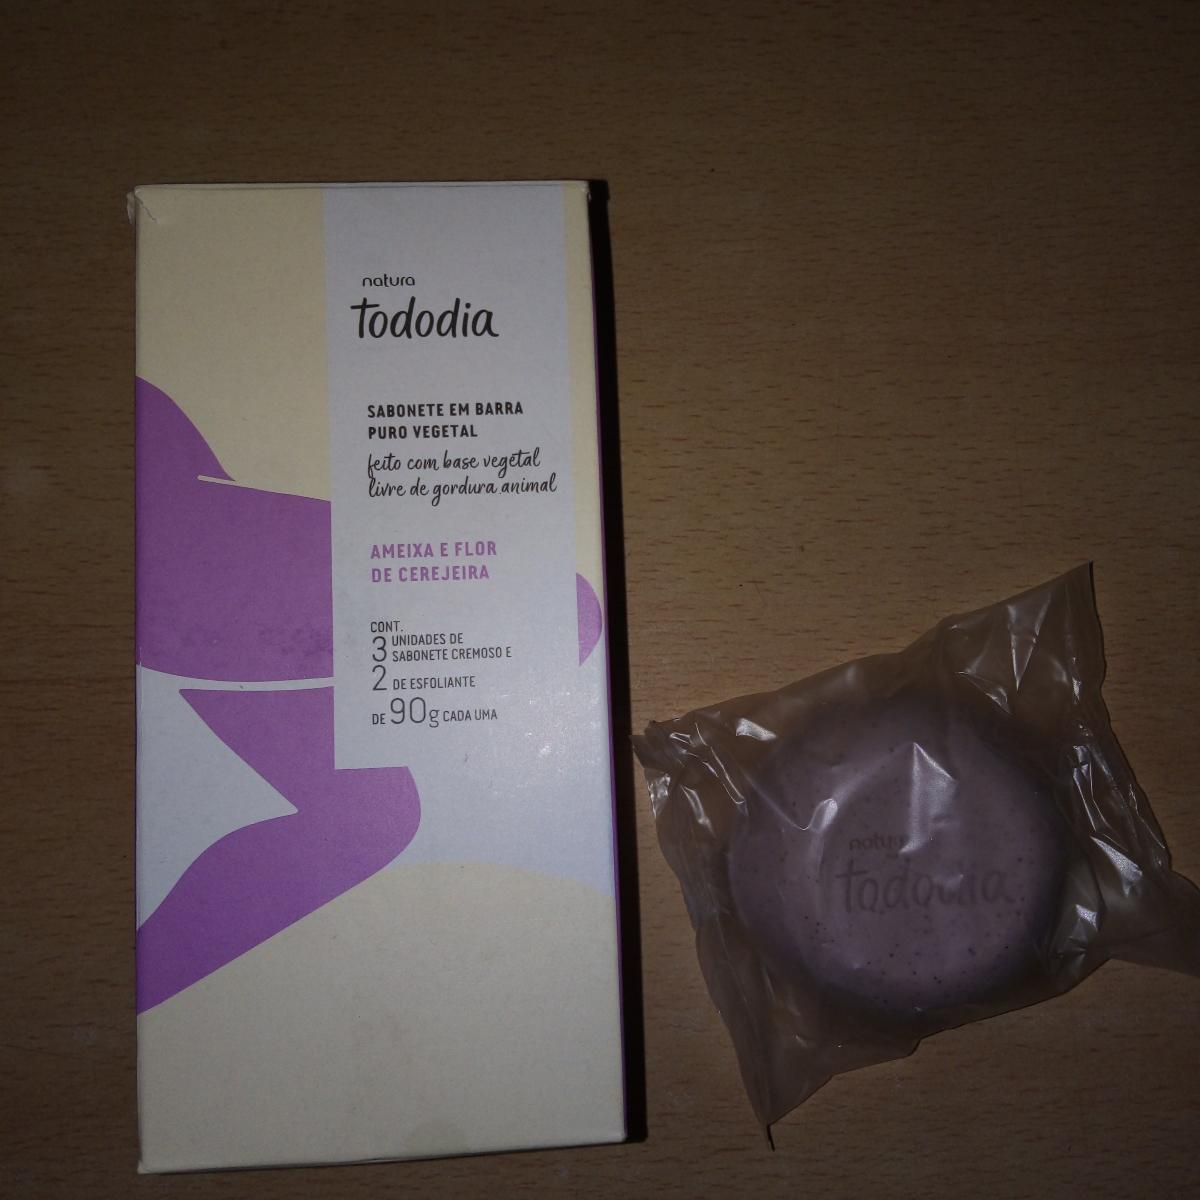 natura
tododia
SABONETE EM BARRA
PURO VEGETAL
feito com base vegetal
livre de gordura animal
AMEIXA E FLOR
DE CEREJEIRA
CONT.
3 UNIDADES DE
SABONETE CREMOSO E
2 DE ESFOLIANTE
DE 90g CADA UMA
natura
tododia